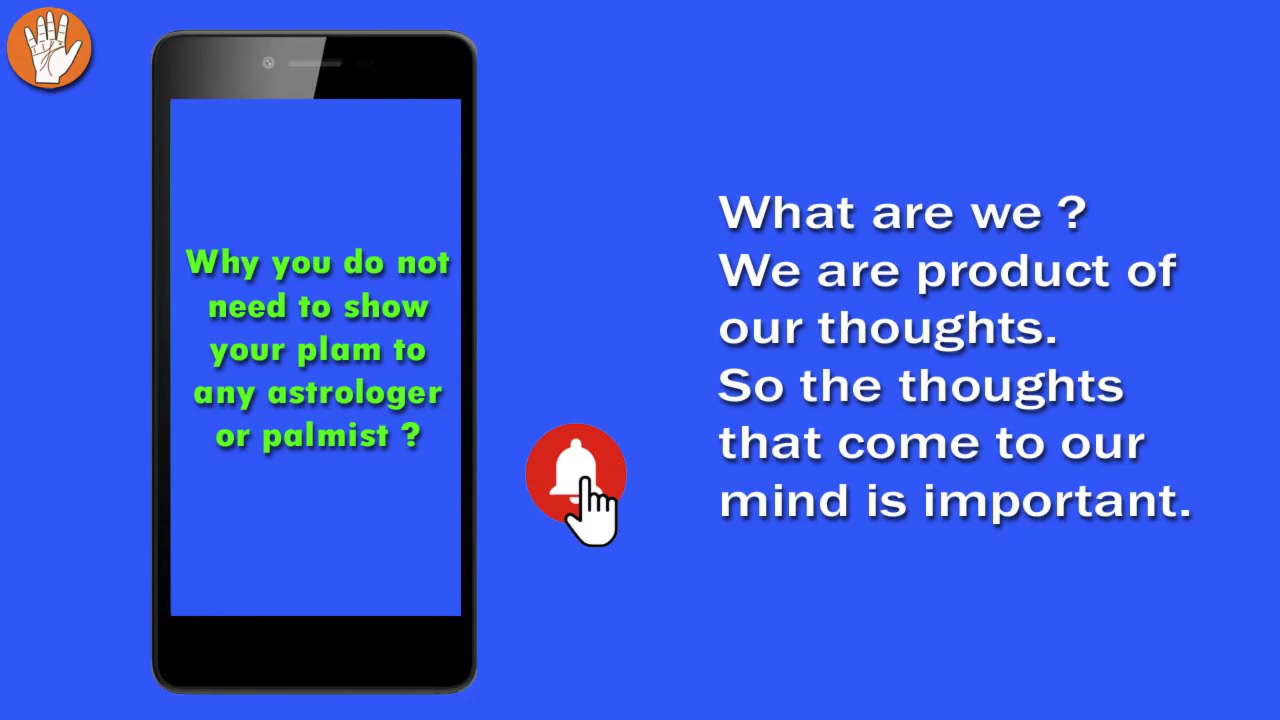 Why you do not
need to show
your plam to
any astrologer
or palmist ?
What are we ?
We are product of
our thoughts.
So the thoughts
that come to our
mind is important.